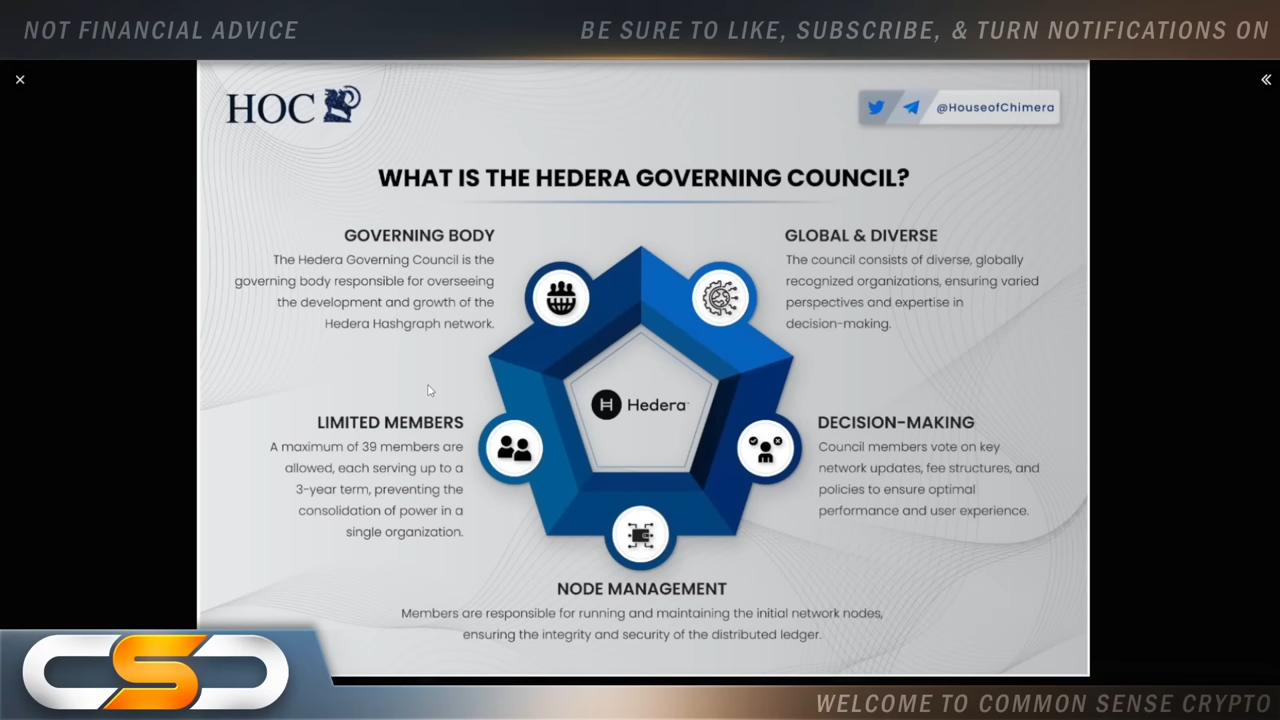 NOT FINANCIAL ADVICE
BE SURE TO LIKE, SUBSCRIBE, & TURN NOTIFICATIONS ON
HOC
@HouseofChimera
WHAT IS THE HEDERA GOVERNING COUNCIL?
GOVERNING BODY
The Hedera Governing Council is the
governing body responsible for overseeing
the development and growth of the
Hedera Hashgraph network.
GLOBAL & DIVERSE
The council consists of diverse, globally
recognized organizations, ensuring varied
perspectives and expertise in
decision-making.
Hedera
LIMITED MEMBERS
A maximum of 39 members are
allowed, each serving up to a
3-year term, preventing the
consolidation of power in a
single organization.
DECISION-MAKING
Council members vote on key
network updates, fee structures, and
policies to ensure optimal
performance and user experience.
NODE MANAGEMENT
Members are responsible for running and maintaining the initial network nodes,
ensuring the integrity and security of the distributed ledger.
CSC
WELCOME TO COMMON SENSE CRYPTO